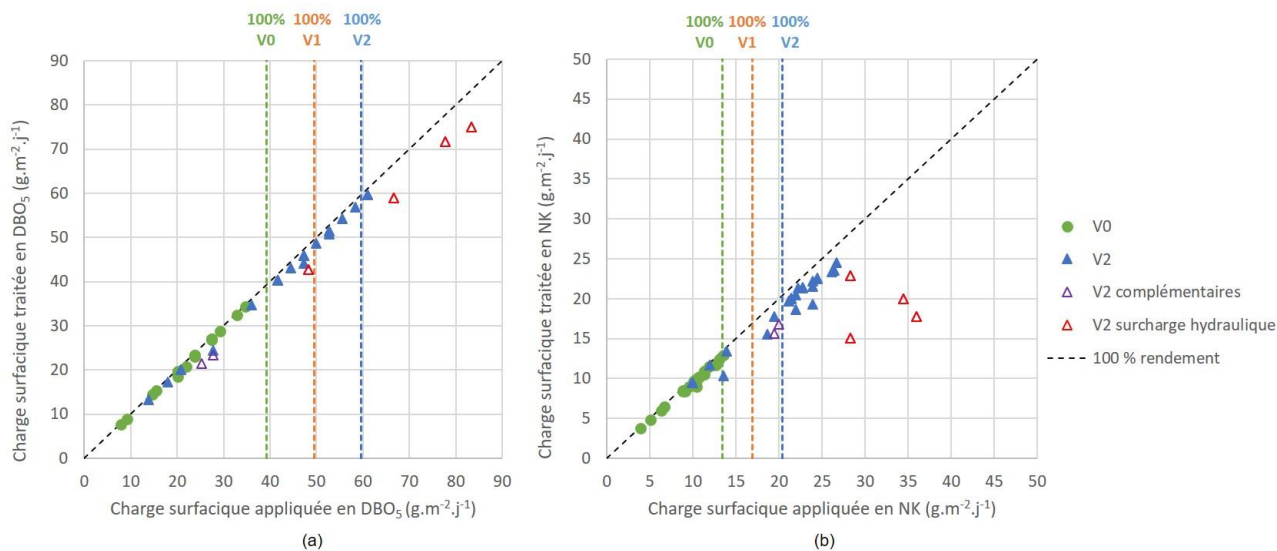 100% 100% 100%
V0 V1 V2
90
80
70
60
50
40
30
20
10
0
0 10 20 30 40 50 60 70 80 90
Charge surfacique traitée en DBO₅ (g.m⁻².j⁻¹)
Charge surfacique appliquée en DBO₅ (g.m⁻².j⁻¹)
(a)
100% 100% 100%
V0 V1 V2
50
45
40
35
30
25
20
15
10
5
0
0 5 10 15 20 25 30 35 40 45 50
Charge surfacique traitée en NK (g.m⁻².j⁻¹)
Charge surfacique appliquée en NK (g.m⁻².j⁻¹)
(b)
V0
V2
V2 complémentaires
V2 surcharge hydraulique
100 % rendement